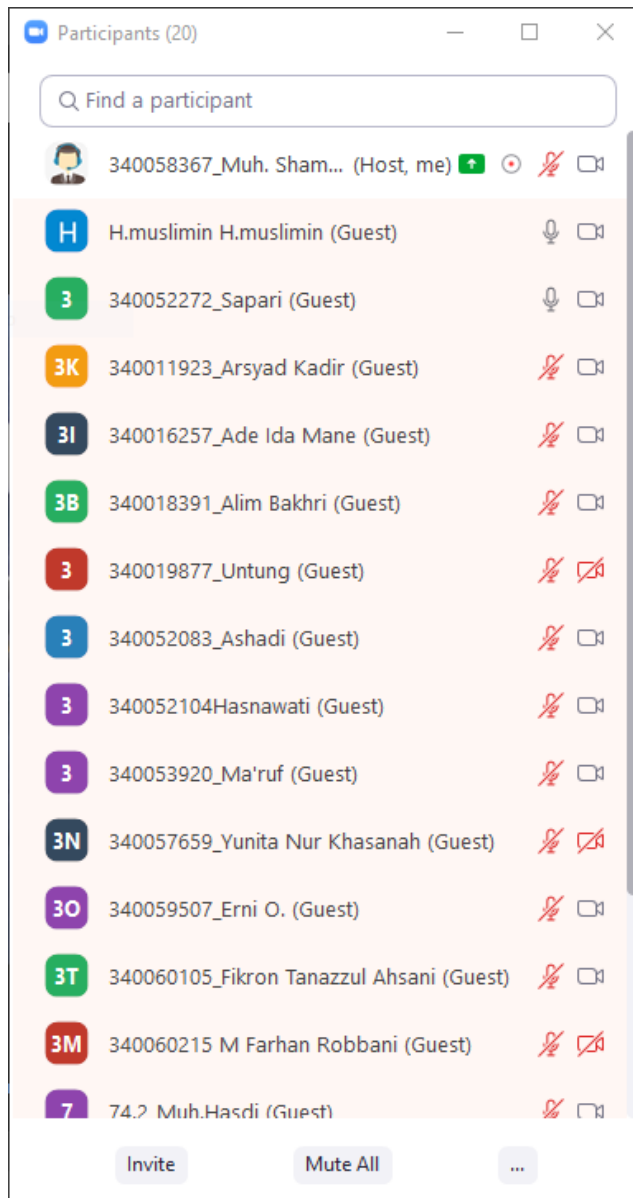 Participants (20)
Find a participant
340058367_Muh. Sham... (Host, me)
H H.muslimin H.muslimin (Guest)
3 340052272_Sapari (Guest)
3K 340011923_Arsyad Kadir (Guest)
3I 340016257_Ade Ida Mane (Guest)
3B 340018391_Alim Bakhri (Guest)
3 340019877_Untung (Guest)
3 340052083_Ashadi (Guest)
3 340052104Hasnawati (Guest)
3 340053920_Ma'ruf (Guest)
3N 340057659_Yunita Nur Khasanah (Guest)
3O 340059507_Erni O. (Guest)
3T 340060105_Fikron Tanazzul Ahsani (Guest)
3M 340060215 M Farhan Robbani (Guest)
7 74.2_Muh.Hasdi (Guest)
Invite Mute All ...